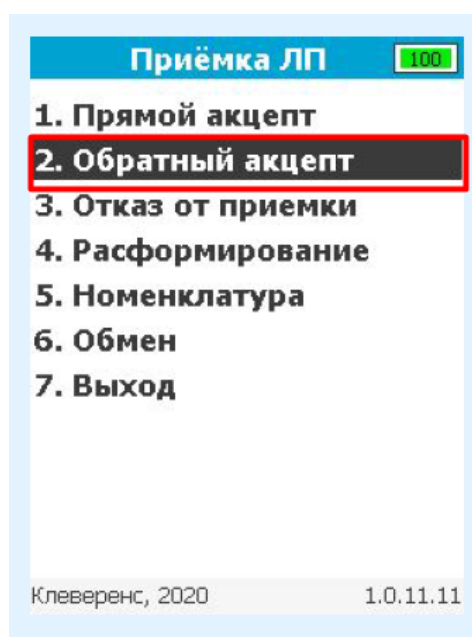 Приёмка ЛП 100
1. Прямой акцепт
2. Обратный акцепт
3. Отказ от приемки
4. Расформирование
5. Номенклатура
6. Обмен
7. Выход
Клеверенс, 2020 1.0.11.11